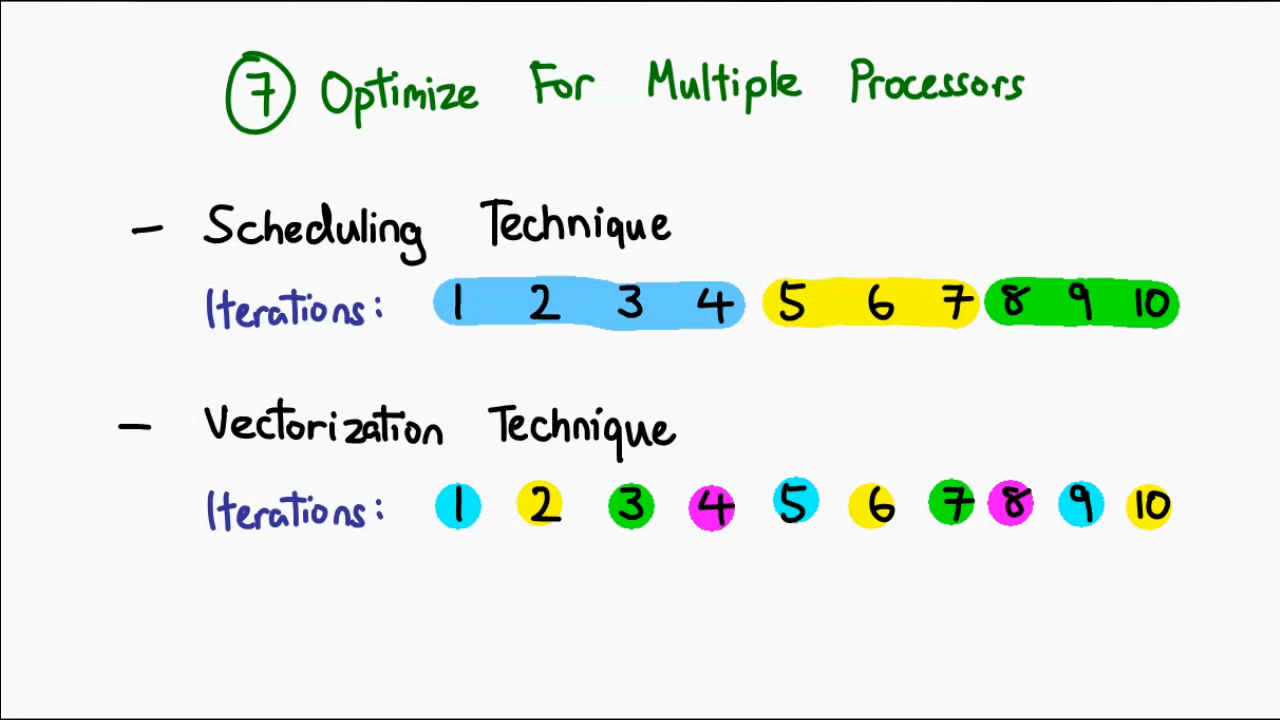 7 Optimize For Multiple Processors
- Scheduling Technique
Iterations: 1 2 3 4 5 6 7 8 9 10
- Vectorization Technique
Iterations: 1 2 3 4 5 6 7 8 9 10